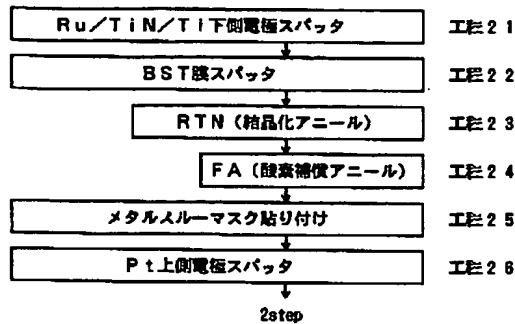 Ru／TiN／Ti下側電極スパッタ 工程21
BST膜スパッタ 工程22
RTN（結晶化アニール） 工程23
FA（酸素補償アニール） 工程24
メタルスルーマスク貼り付け 工程25
Pt上側電極スパッタ 工程26
2step